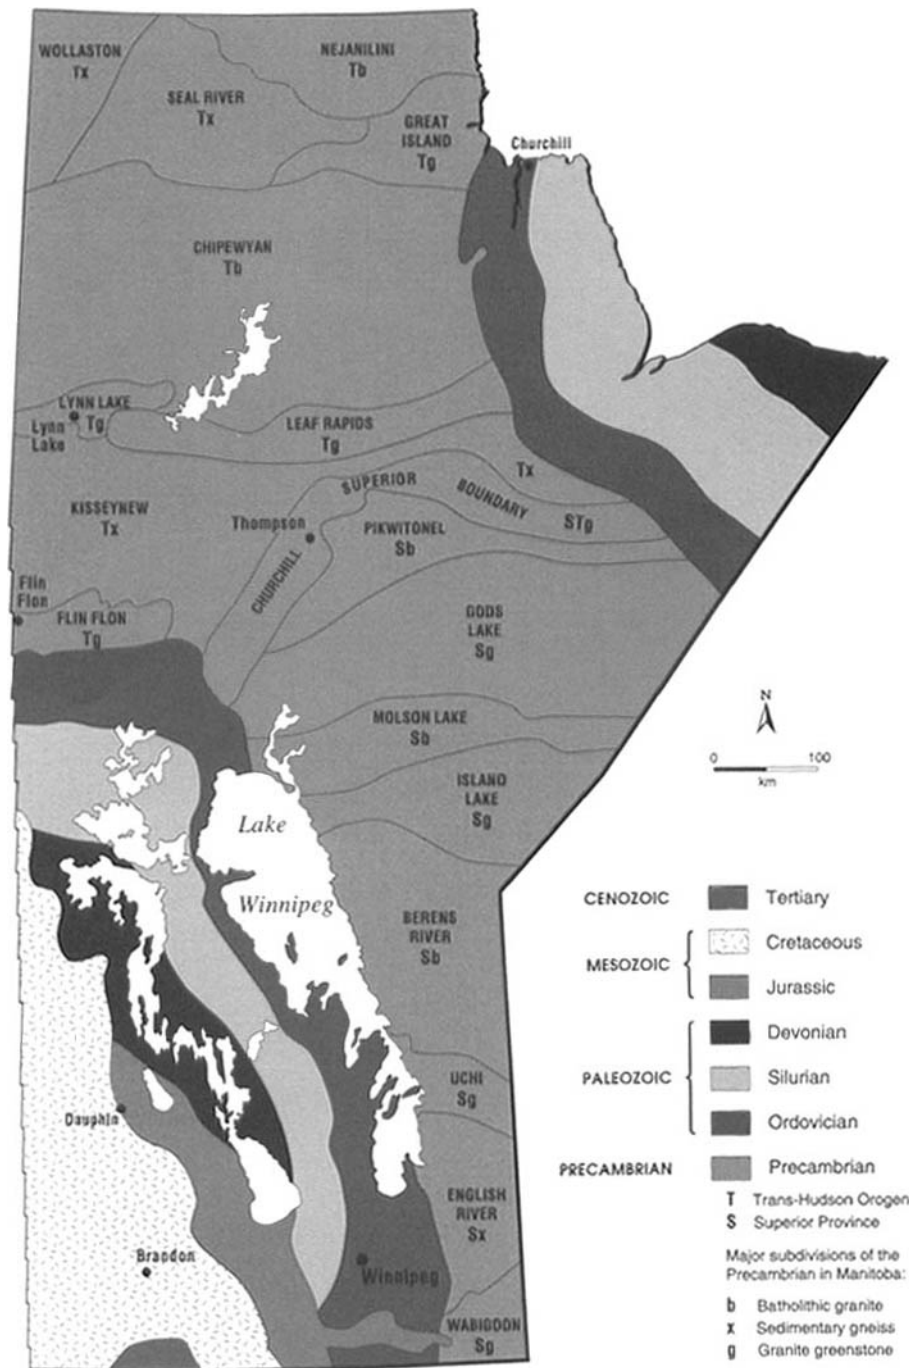 WOLLASTON
Tx
NEJANILINI
Tb
SEAL RIVER
Tx
GREAT
ISLAND
Tg
Churchill
CHIPEWYAN
Tb
LYNN LAKE
Tg
Lynn
Lake
LEAF RAPIDS
Tg
Tx
SUPERIOR
BOUNDARY
STg
KISSEYNEW
Tx
Thompson
PIKWITONEL
Sb
CHURCHILL
Flin
Flon
FLIN FLON
Tg
GODS
LAKE
Sg
MOLSON LAKE
Sb
ISLAND
LAKE
Sg
N
0 100
km
Lake
Winnipeg
BERENS
RIVER
Sb
UCHI
Sg
Dauphin
ENGLISH
RIVER
Sx
Brandon
Winnipeg
WABIGOON
Sg
CENOZOIC
Tertiary
MESOZOIC
Cretaceous
Jurassic
PALEOZOIC
Devonian
Silurian
Ordovician
PRECAMBRIAN
Precambrian
T Trans-Hudson Orogen
S Superior Province
Major subdivisions of the
Precambrian in Manitoba:
b Batholithic granite
x Sedimentary gneiss
g Granite greenstone